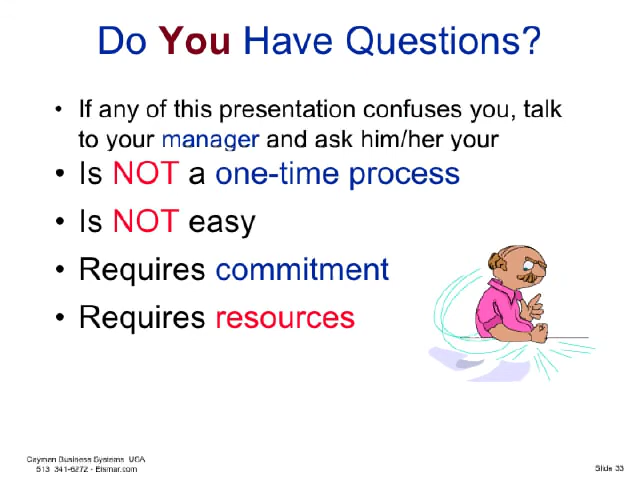 Do You Have Questions?
• If any of this presentation confuses you, talk
to your manager and ask him/her your
• Is NOT a one-time process
• Is NOT easy
• Requires commitment
• Requires resources
Cayman Business Systems USA
513 341-6272 - Elsmar.com
Slide 33